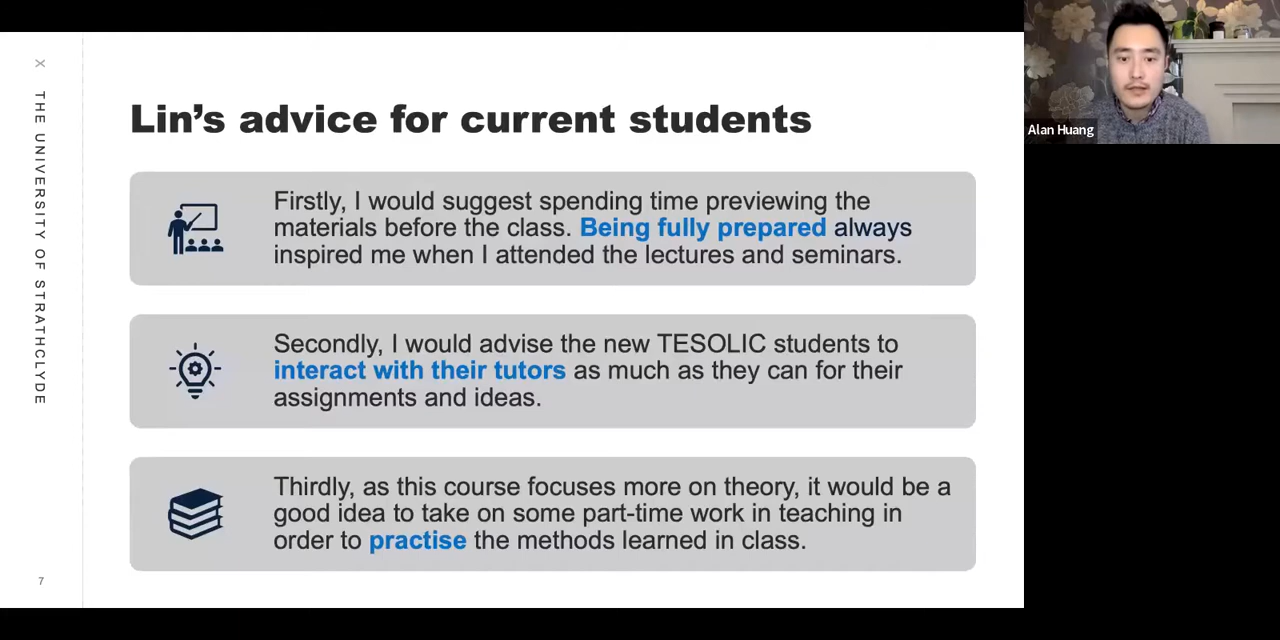 X THE UNIVERSITY OF STRATHCLYDE
Lin’s advice for current students
Firstly, I would suggest spending time previewing the
materials before the class. Being fully prepared always
inspired me when I attended the lectures and seminars.
Secondly, I would advise the new TESOLIC students to
interact with their tutors as much as they can for their
assignments and ideas.
Thirdly, as this course focuses more on theory, it would be a
good idea to take on some part-time work in teaching in
order to practise the methods learned in class.
7
Alan Huang